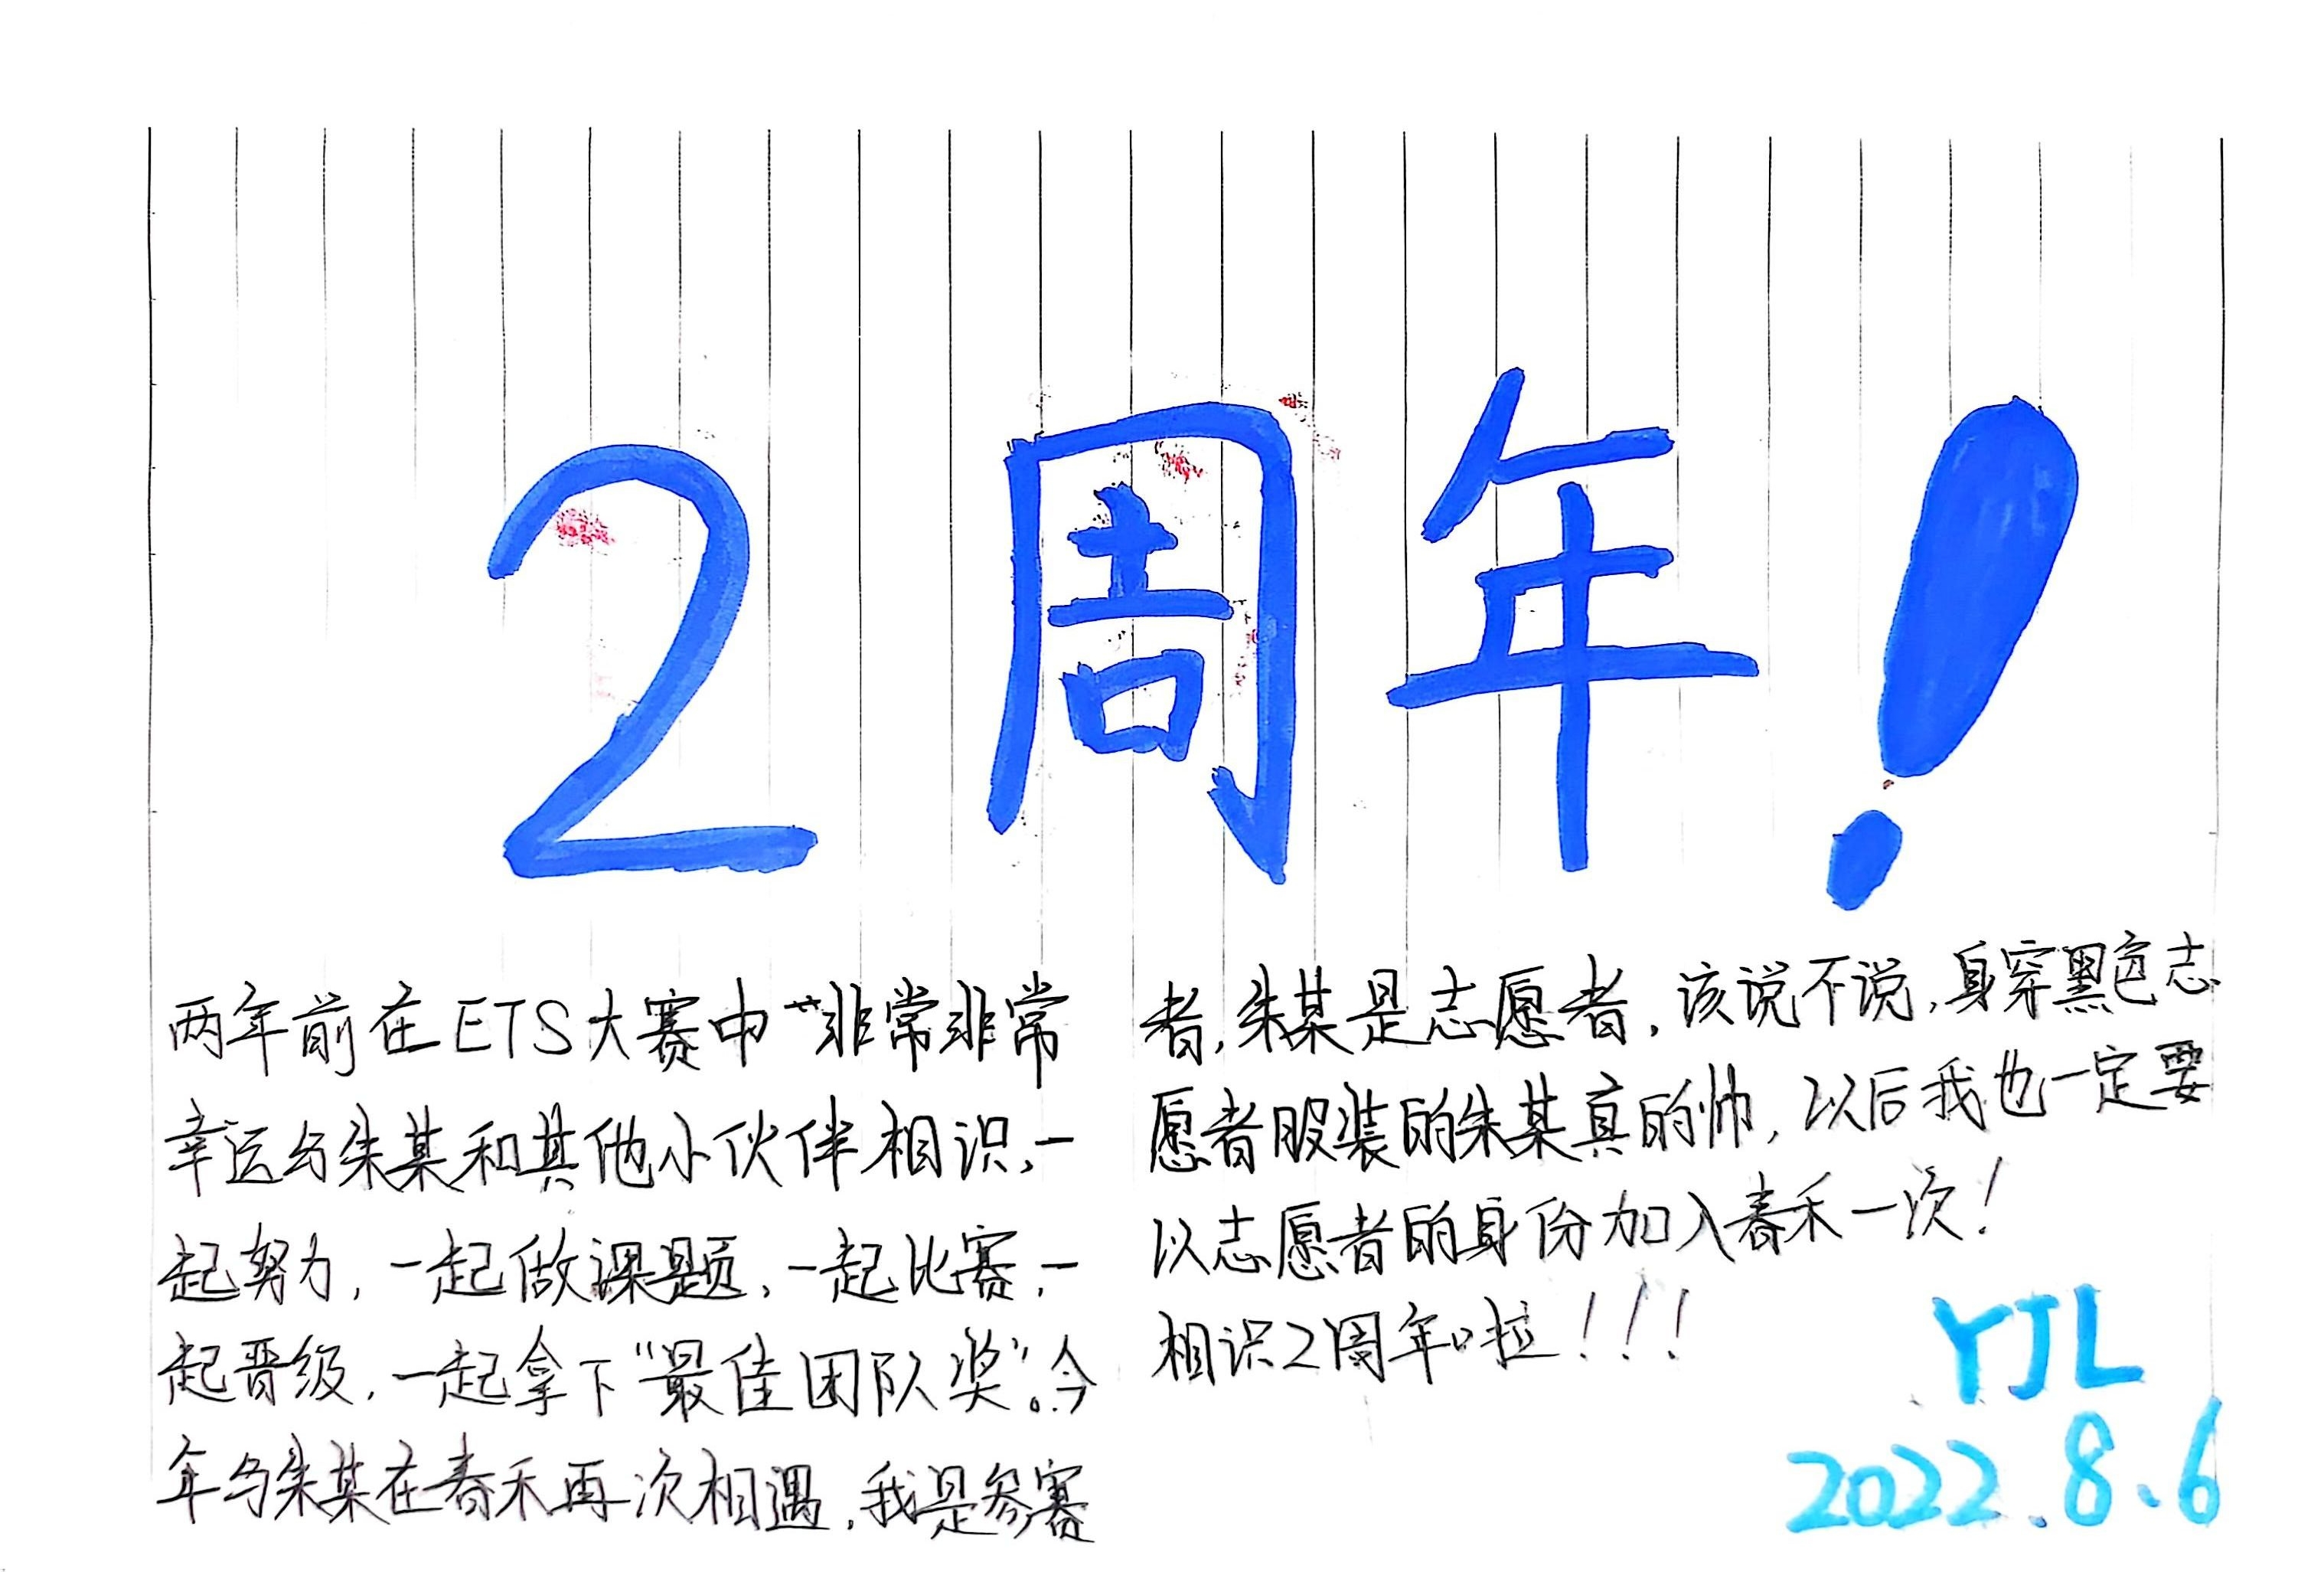 2周年！
两年前在ETS大赛中“非常非常
幸运与朱某和其他小伙伴相识，一
起努力，一起做课题，一起比赛，一
起晋级，一起拿下“最佳团队奖”。今
年与朱某在春禾再次相遇，我是参赛
者，朱某是志愿者，该说不说，身穿黑色志
愿者服装的朱某真的帅，以后我也一定要
以志愿者的身份加入春禾一次！
相识2周年啦！！！
YJL
2022.8.6